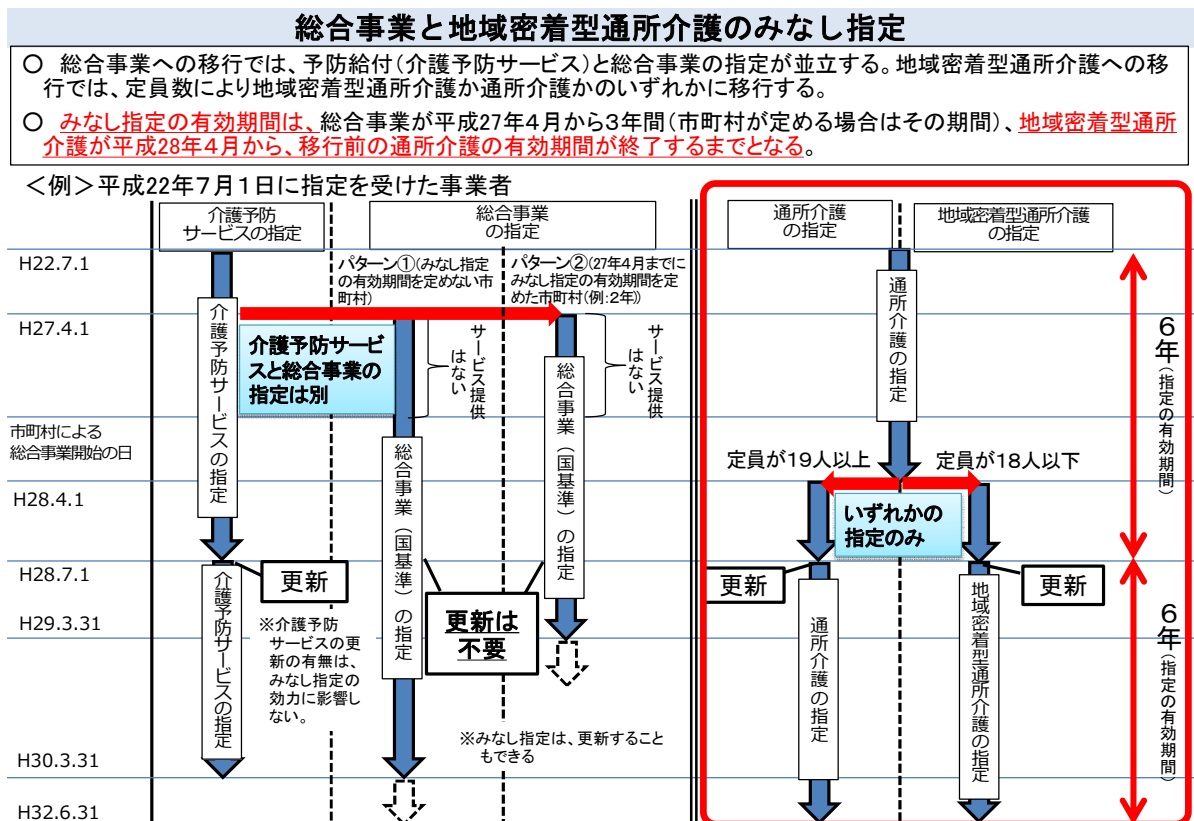 総合事業と地域密着型通所介護のみなし指定
○　総合事業への移行では、予防給付(介護予防サービス)と総合事業の指定が並立する。地域密着型通所介護への移
行では、定員数により地域密着型通所介護か通所介護かのいずれかに移行する。
○　みなし指定の有効期間は、総合事業が平成27年4月から3年間(市町村が定める場合はその期間)、地域密着型通所
介護が平成28年4月から、移行前の通所介護の有効期間が終了するまでとなる。
＜例＞平成22年7月1日に指定を受けた事業者
介護予防
サービスの指定
総合事業
の指定
通所介護
の指定
地域密着型通所介護
の指定
H22.7.1
H27.4.1
市町村による
総合事業開始の日
H28.4.1
H28.7.1
H29.3.31
H30.3.31
H32.6.31
パターン①(みなし指定
の有効期間を定めない市
町村)
パターン②(27年4月までに
みなし指定の有効期間を定
めた市町村(例:2年))
介護予防サービスの指定
介護予防サービ
スと総合事業の
指定は別
サービス提供
はない
サービス提供
はない
総合事業（国基準）の指定
総合事業（国基準）の指定
更新
介護予防サービスの指定
※介護予防
サービスの更
新の有無は、
みなし指定の
効力に影響し
ない。
更新は
不要
※みなし指定は、更新すること
もできる
通所介護の指定
定員が19人以上
定員が18人以下
いずれかの
指定のみ
更新
更新
通所介護の指定
地域密着型通所介護の指定
6年（指定の有効期間）
6年（指定の有効期間）